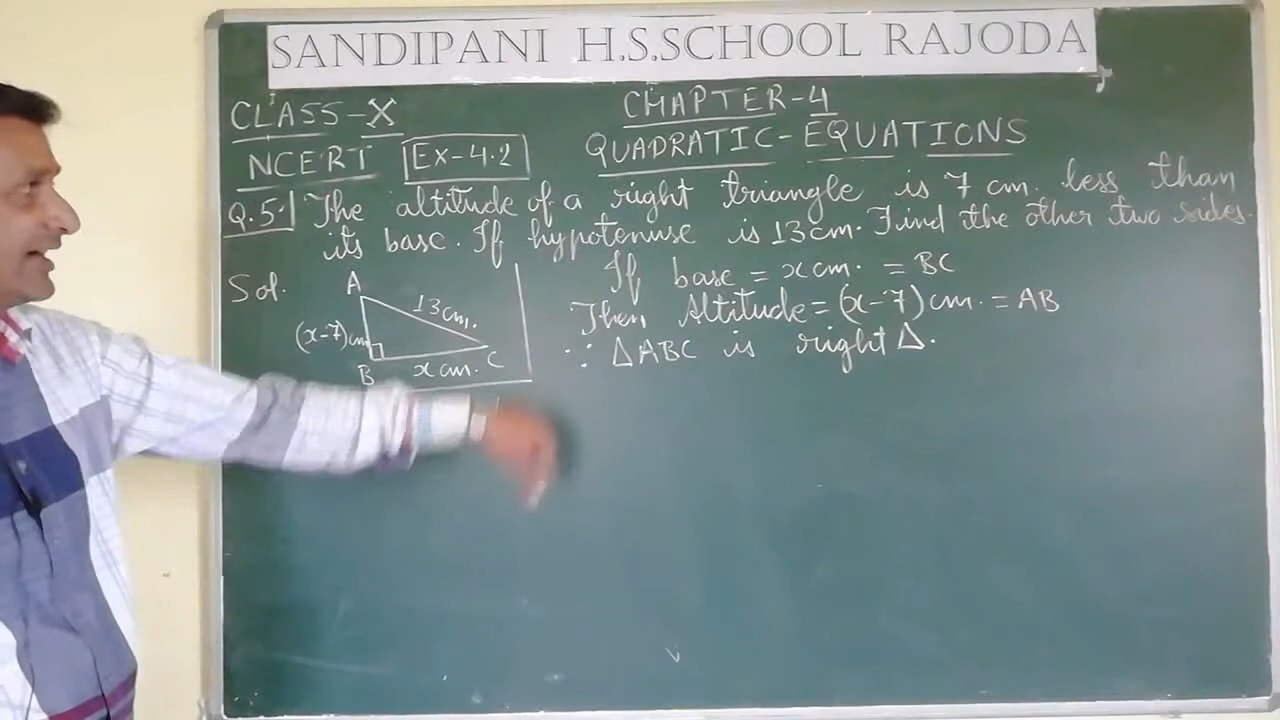 SANDIPANI H.S.SCHOOL RAJODA
CLASS-X
CHAPTER-4
NCERT Ex-4.2
QUADRATIC-EQUATIONS
Q.5. The altitude of a right triangle is 7 cm. less than
its base. If hypotenuse is 13cm. Find the other two sides.
Sol.
A
13cm.
(x-7)cm
B
x cm.
C
If base = x cm. = BC
Then Altitude = (x-7)cm. = AB
∵ ΔABC is right Δ.